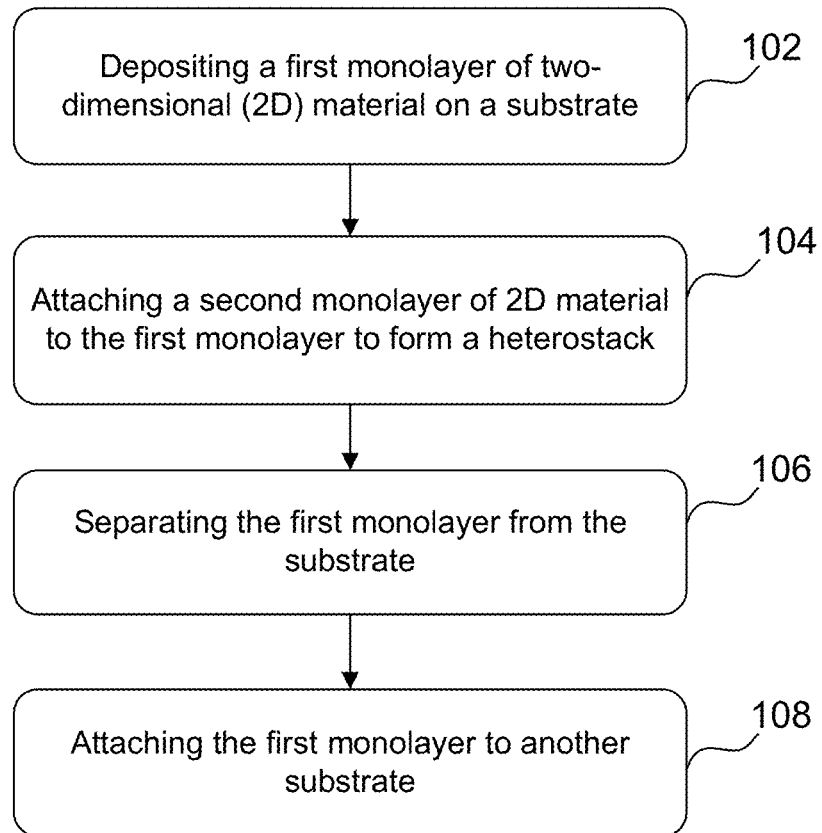 Depositing a first monolayer of two-
dimensional (2D) material on a substrate
102
Attaching a second monolayer of 2D material
to the first monolayer to form a heterostack
104
Separating the first monolayer from the
substrate
106
Attaching the first monolayer to another
substrate
108